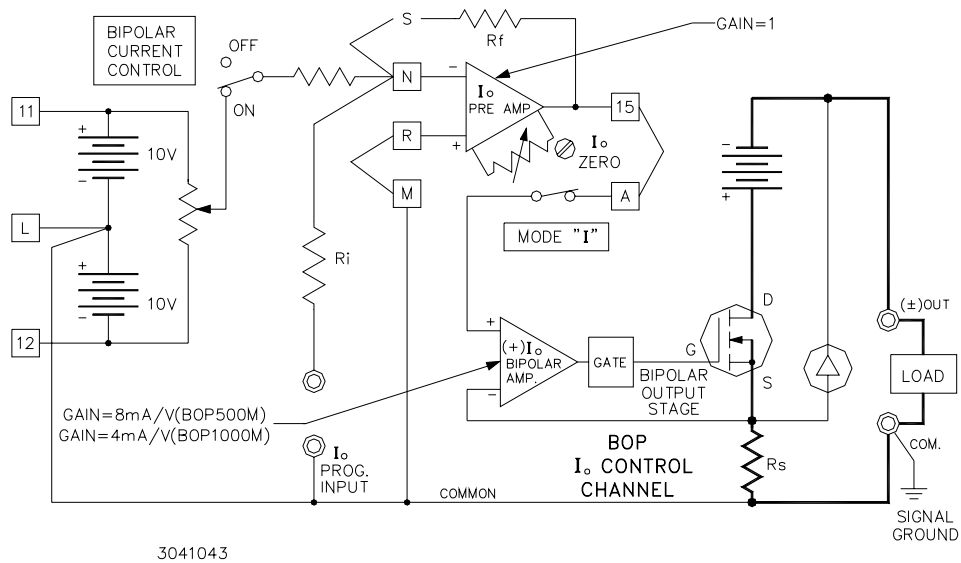 BIPOLAR
CURRENT
CONTROL
OFF
ON
S
Rf
GAIN=1
N
−
Io
PRE AMP
15
11
+
10V
−
R
+
Io
ZERO
M
A
−
+
L
MODE "I"
Ri
+
10V
−
12
D
(±)OUT
+
(+)Io
BIPOLAR
AMP.
−
GATE
G
S
BIPOLAR
OUTPUT
STAGE
LOAD
GAIN=8mA/V(BOP500M)
GAIN=4mA/V(BOP1000M)
Io
PROG.
INPUT
BOP
Io CONTROL
CHANNEL
Rs
COM.
COMMON
SIGNAL
GROUND
3041043